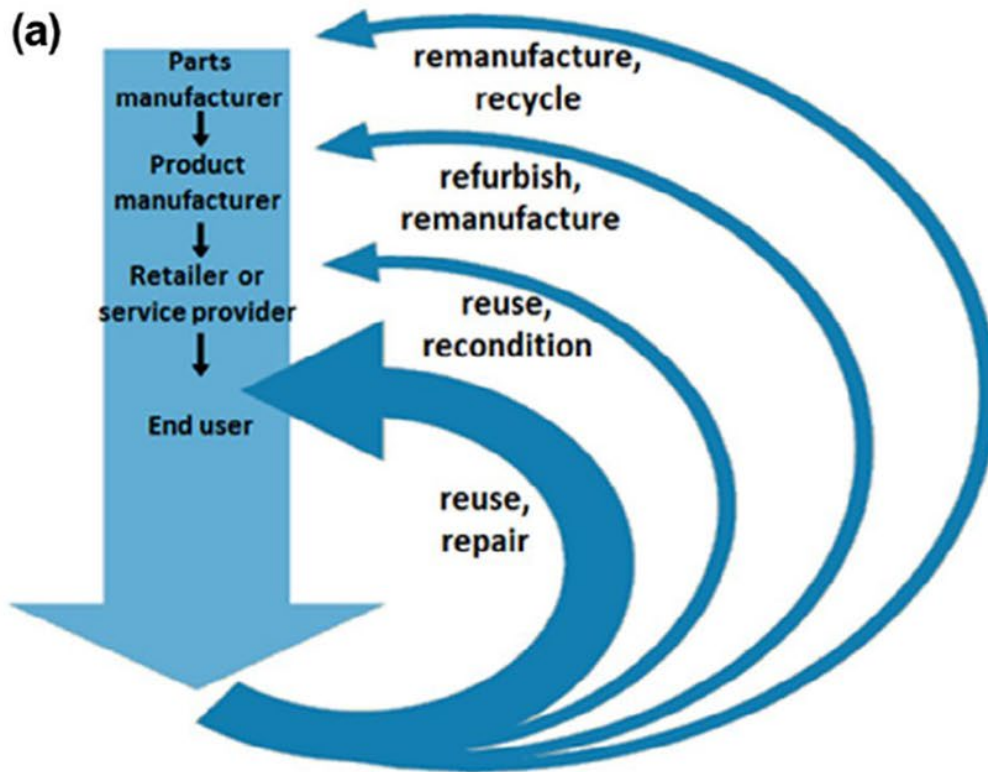 (a)
Parts
manufacturer
Product
manufacturer
Retailer or
service provider
End user
remanufacture,
recycle
refurbish,
remanufacture
reuse,
recondition
reuse,
repair